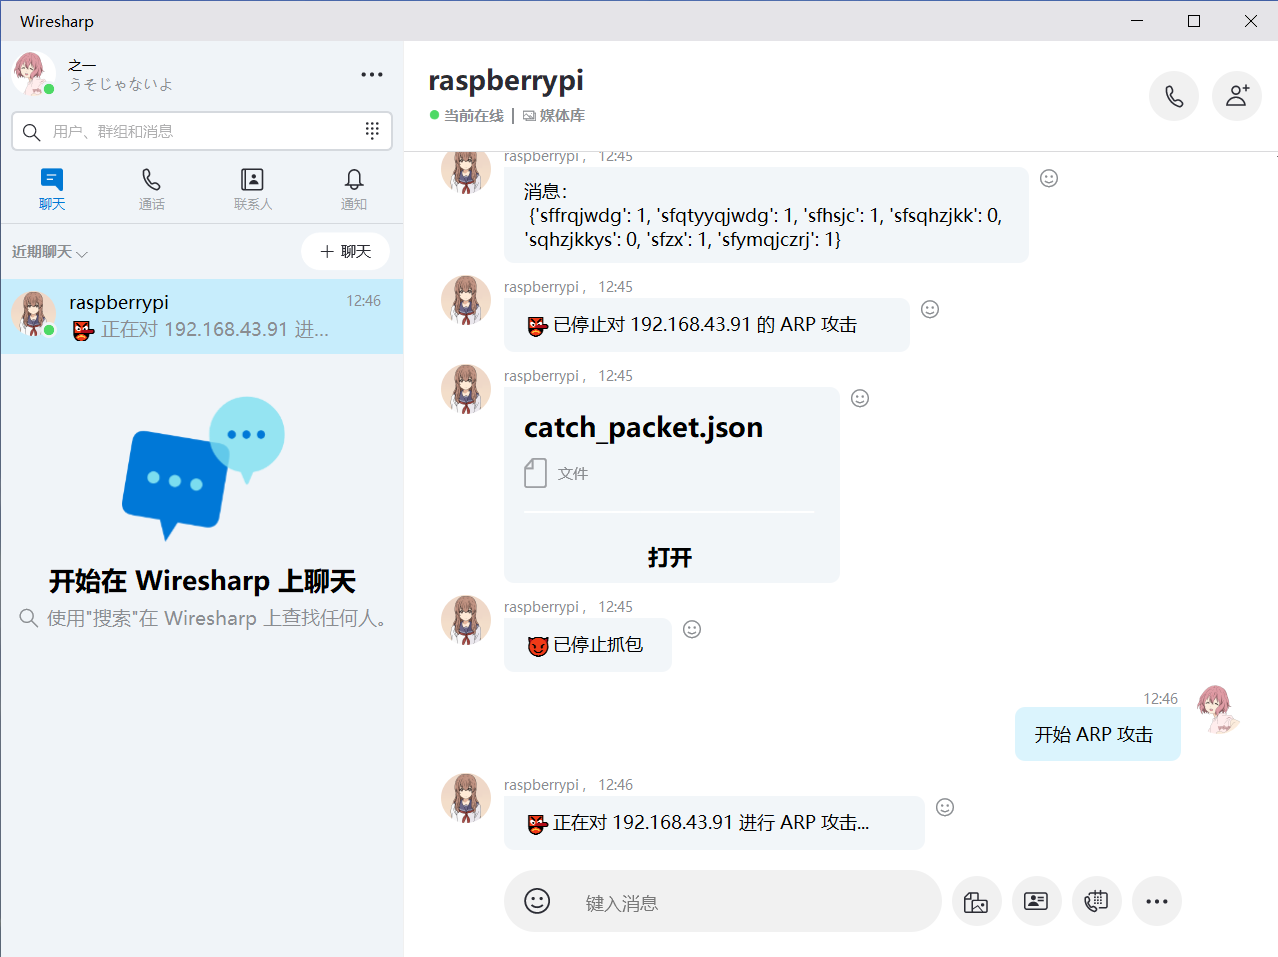 Wiresharp
之一
うそじゃないよ
用户、群组和消息
聊天
通话
联系人
通知
近期聊天
聊天
raspberrypi
12:46
👺 正在对 192.168.43.91 进...
开始在 Wiresharp 上聊天
使用"搜索"在 Wiresharp 上查找任何人。
raspberrypi
当前在线 | 媒体库
raspberrypi， 12:45
消息：
{'sffrqjwdg': 1, 'sfqtyyqjwdg': 1, 'sfhsjc': 1, 'sfsqhzjkk': 0,
'sqhzjkkys': 0, 'sfzx': 1, 'sfymqjczrj': 1}
raspberrypi， 12:45
👺 已停止对 192.168.43.91 的 ARP 攻击
raspberrypi， 12:45
catch_packet.json
文件
打开
raspberrypi， 12:45
😈 已停止抓包
12:46
开始 ARP 攻击
raspberrypi， 12:46
👺 正在对 192.168.43.91 进行 ARP 攻击...
键入消息